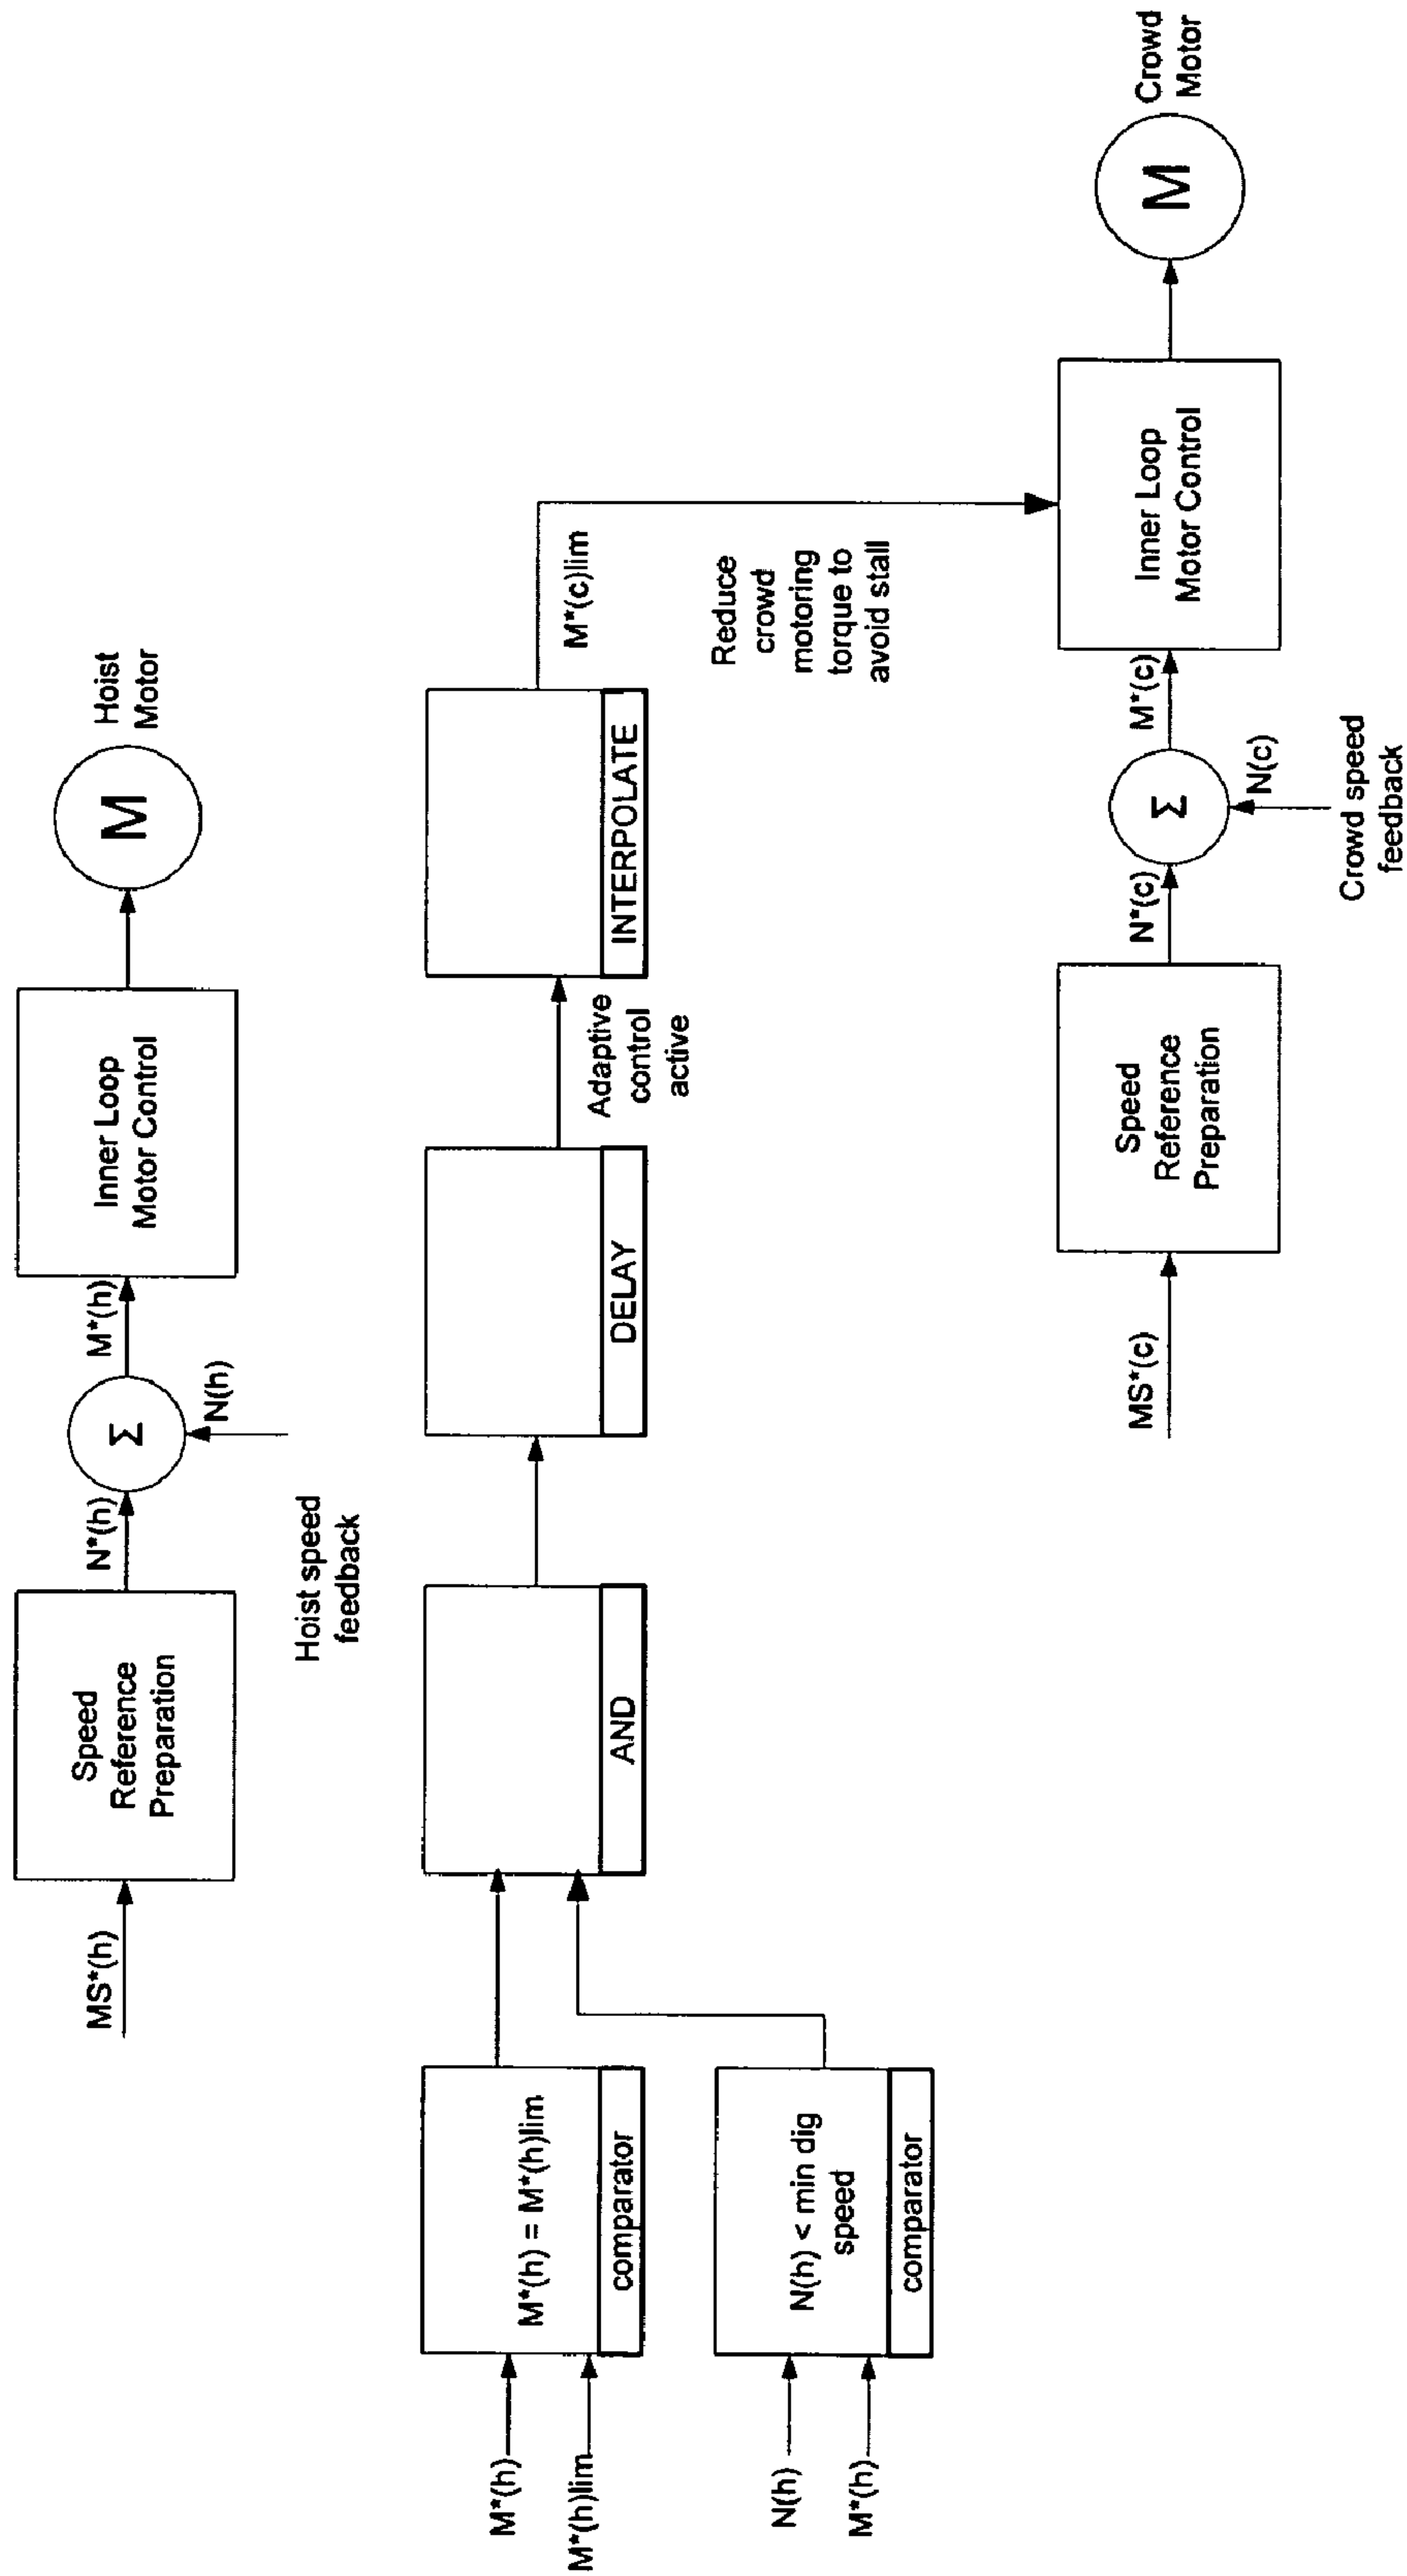 MS*(h)
Speed
Reference
Preparation
N*(h)
Σ
N(h)
Hoist speed
feedback
M*(h)
Inner Loop
Motor Control
M
Hoist
Motor
M*(h)
M*(h)lim
M*(h) = M*(h)lim
comparator
N(h)
M*(h)
N(h) < min dig
speed
comparator
AND
DELAY
Adaptive
control
active
INTERPOLATE
M*(c)lim
Reduce
crowd
motoring
torque to
avoid stall
MS*(c)
Speed
Reference
Preparation
N*(c)
Σ
N(c)
Crowd speed
feedback
M*(c)
Inner Loop
Motor Control
M
Crowd
Motor